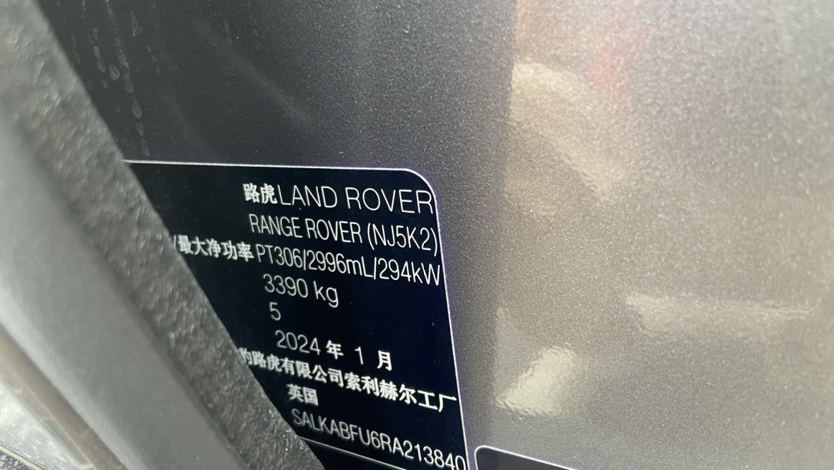 路虎LAND ROVER
RANGE ROVER (NJ5K2)
/最大净功率 PT306/2996mL/294kW
3390 kg
5
2024 年 1 月
豹路虎有限公司索利赫尔工厂
英国
SALKABFU6RA213840